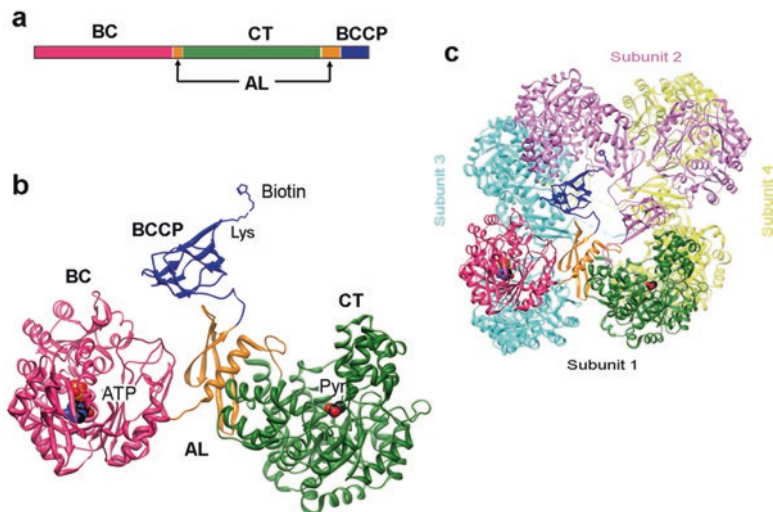 a
BC
CT
BCCP
AL
b
Biotin
BCCP
Lys
BC
CT
ATP
Pyr
AL
c
Subunit 2
Subunit 3
Subunit 4
Subunit 1